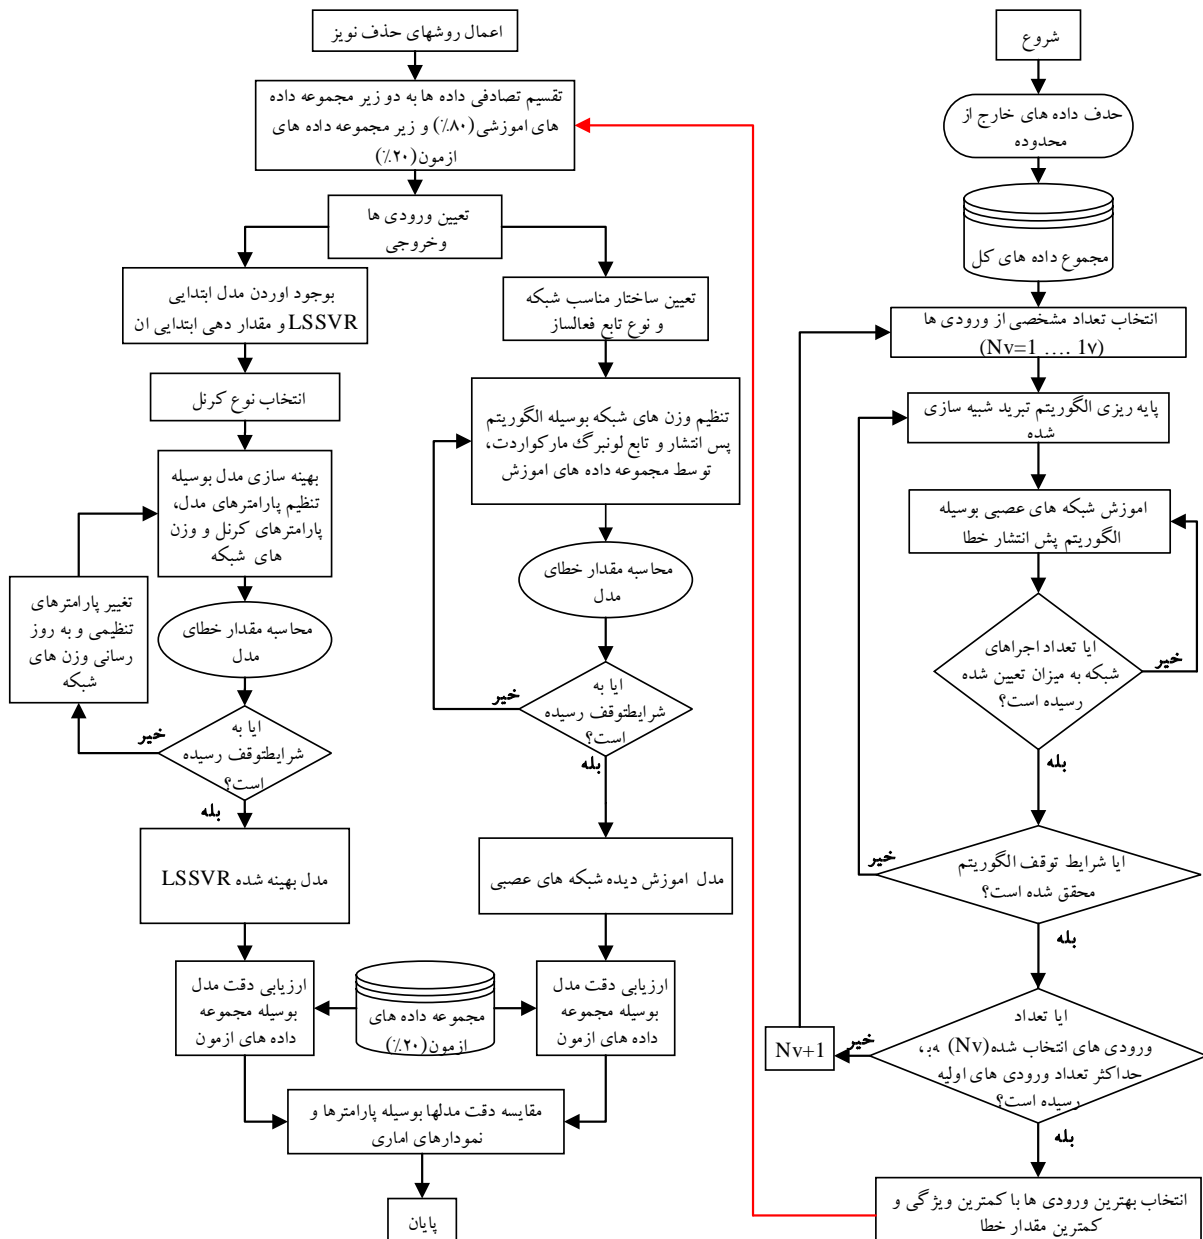 شروع
حذف داده های خارج از
محدوده
مجموع داده های کل
انتخاب تعداد مشخصی از ورودی ها
(Nv=1 .... 1۷)
پایه ریزی الگوریتم تبرید شبیه سازی
شده
اموزش شبکه های عصبی بوسیله
الگوریتم پش انتشار خطا
ایا تعداد اجراهای
شبکه به میزان تعیین شده
رسیده است؟
خیر
بله
ایا شرایط توقف الگوریتم
محقق شده است؟
خیر
بله
ایا تعداد
ورودی های انتخاب شده(Nv) به،
حداکثر تعداد ورودی های اولیه
رسیده است؟
خیر
Nv+1
بله
انتخاب بهترین ورودی ها با کمترین ویژگی و
کمترین مقدار خطا
اعمال روشهای حذف نویز
تقسیم تصادفی داده ها به دو زیر مجموعه داده
های اموزشی(۸۰٪) و زیر مجموعه داده های
ازمون(۲۰٪)
تعیین ورودی ها
وخروجی
تعیین ساختار مناسب شبکه
و نوع تابع فعالساز
تنظیم وزن های شبکه بوسیله الگوریتم
پس انتشار و تابع لونبرگ مارکواردت،
توسط مجموعه داده های اموزش
محاسبه مقدار خطای
مدل
ایا به
شرایطتوقف رسیده
است؟
خیر
بله
مدل اموزش دیده شبکه های عصبی
ارزیابی دقت مدل
بوسیله مجموعه
داده های ازمون
بوجود اوردن مدل ابتدایی
LSSVR و مقدار دهی ابتدایی ان
انتخاب نوع کرنل
بهینه سازی مدل بوسیله
تنظیم پارامترهای مدل،
پارامترهای کرنل و وزن
های شبکه
محاسبه مقدار خطای
مدل
ایا به
شرایطتوقف رسیده
است؟
خیر
تغییر پارامترهای
تنظیمی و به روز
رسانی وزن های
شبکه
بله
مدل بهینه شده LSSVR
ارزیابی دقت مدل
بوسیله مجموعه
داده های ازمون
مجموعه داده های
ازمون(۲۰٪)
مقایسه دقت مدلها بوسیله پارامترها و
نمودارهای اماری
پایان